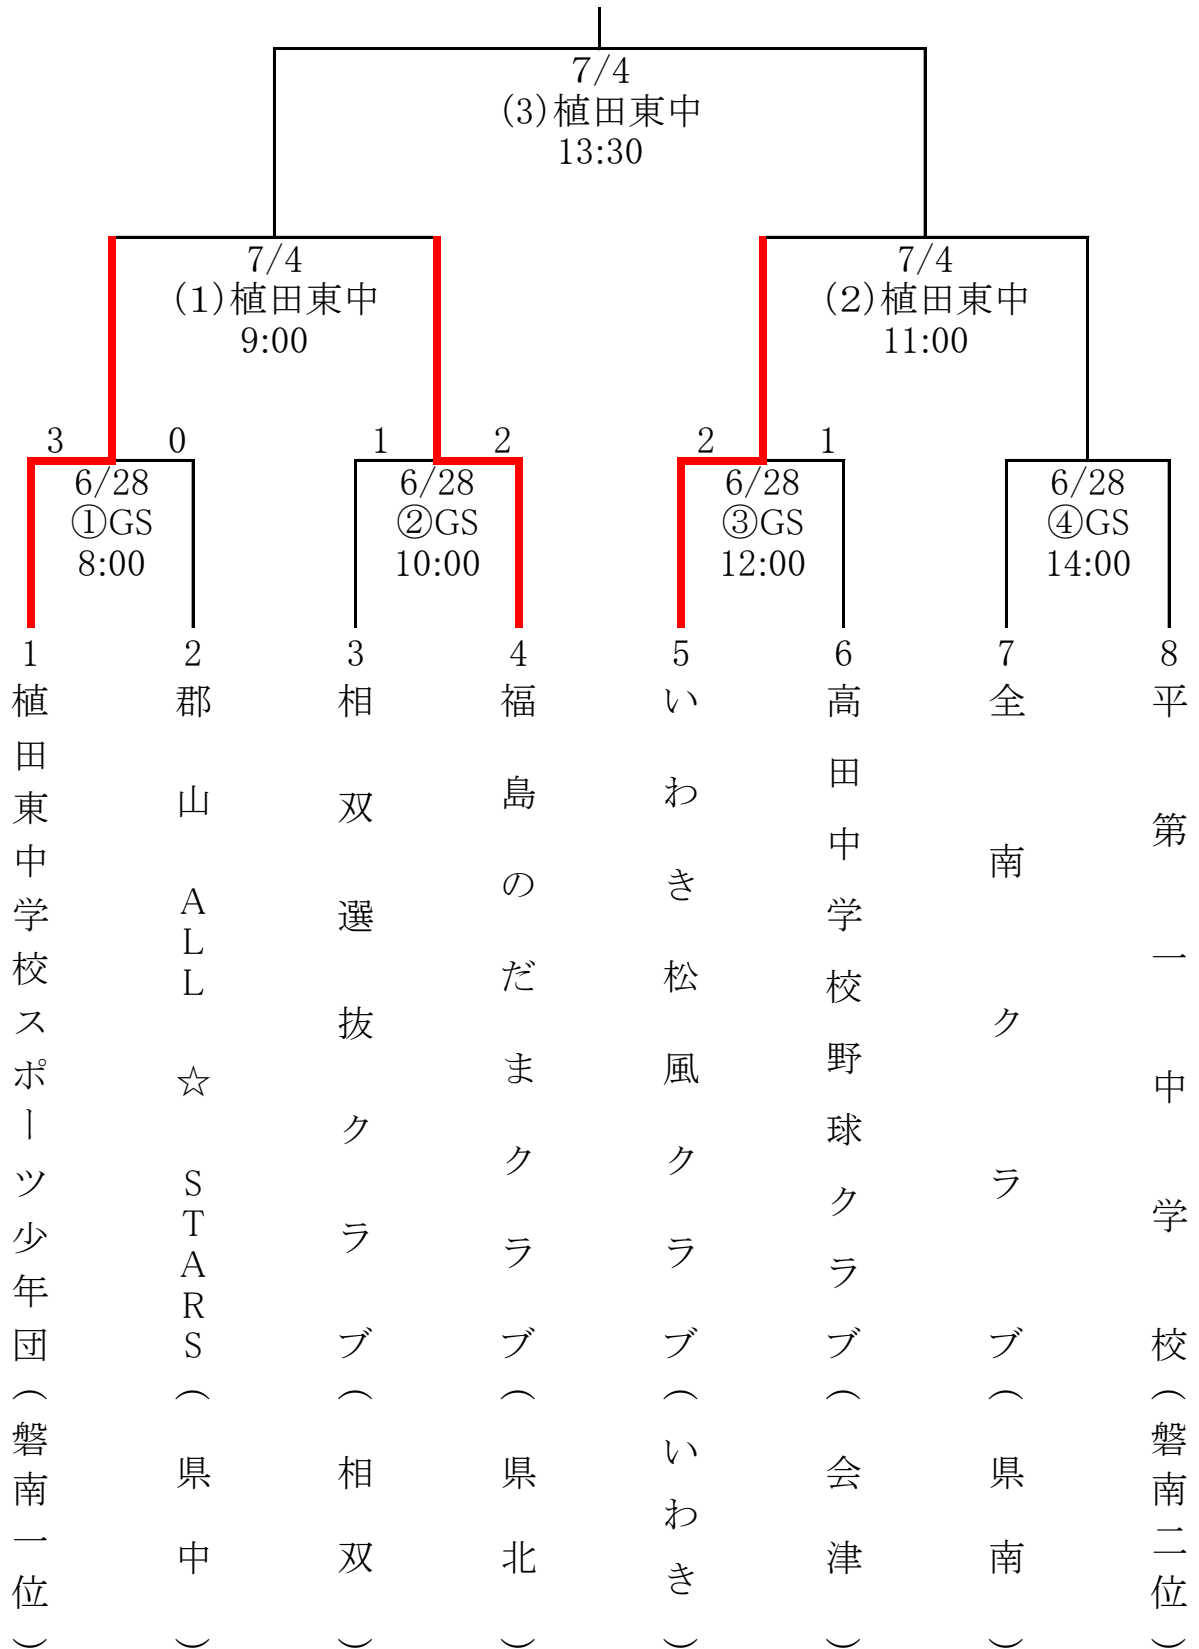 7/4
(3)植田東中
13:30
7/4
(1)植田東中
9:00
7/4
(2)植田東中
11:00
3
0
1
2
2
1
6/28
①GS
8:00
6/28
②GS
10:00
6/28
③GS
12:00
6/28
④GS
14:00
1
2
3
4
5
6
7
8
植田東中学校スポーツ少年団(磐南一位)
郡山 ALL ☆ STARS(県中)
相双選抜クラブ(相双)
福島のだまクラブ(県北)
いわき松風クラブ(いわき)
高田中学校野球クラブ(会津)
全南クラブ(県南)
平第一中学校(磐南二位)